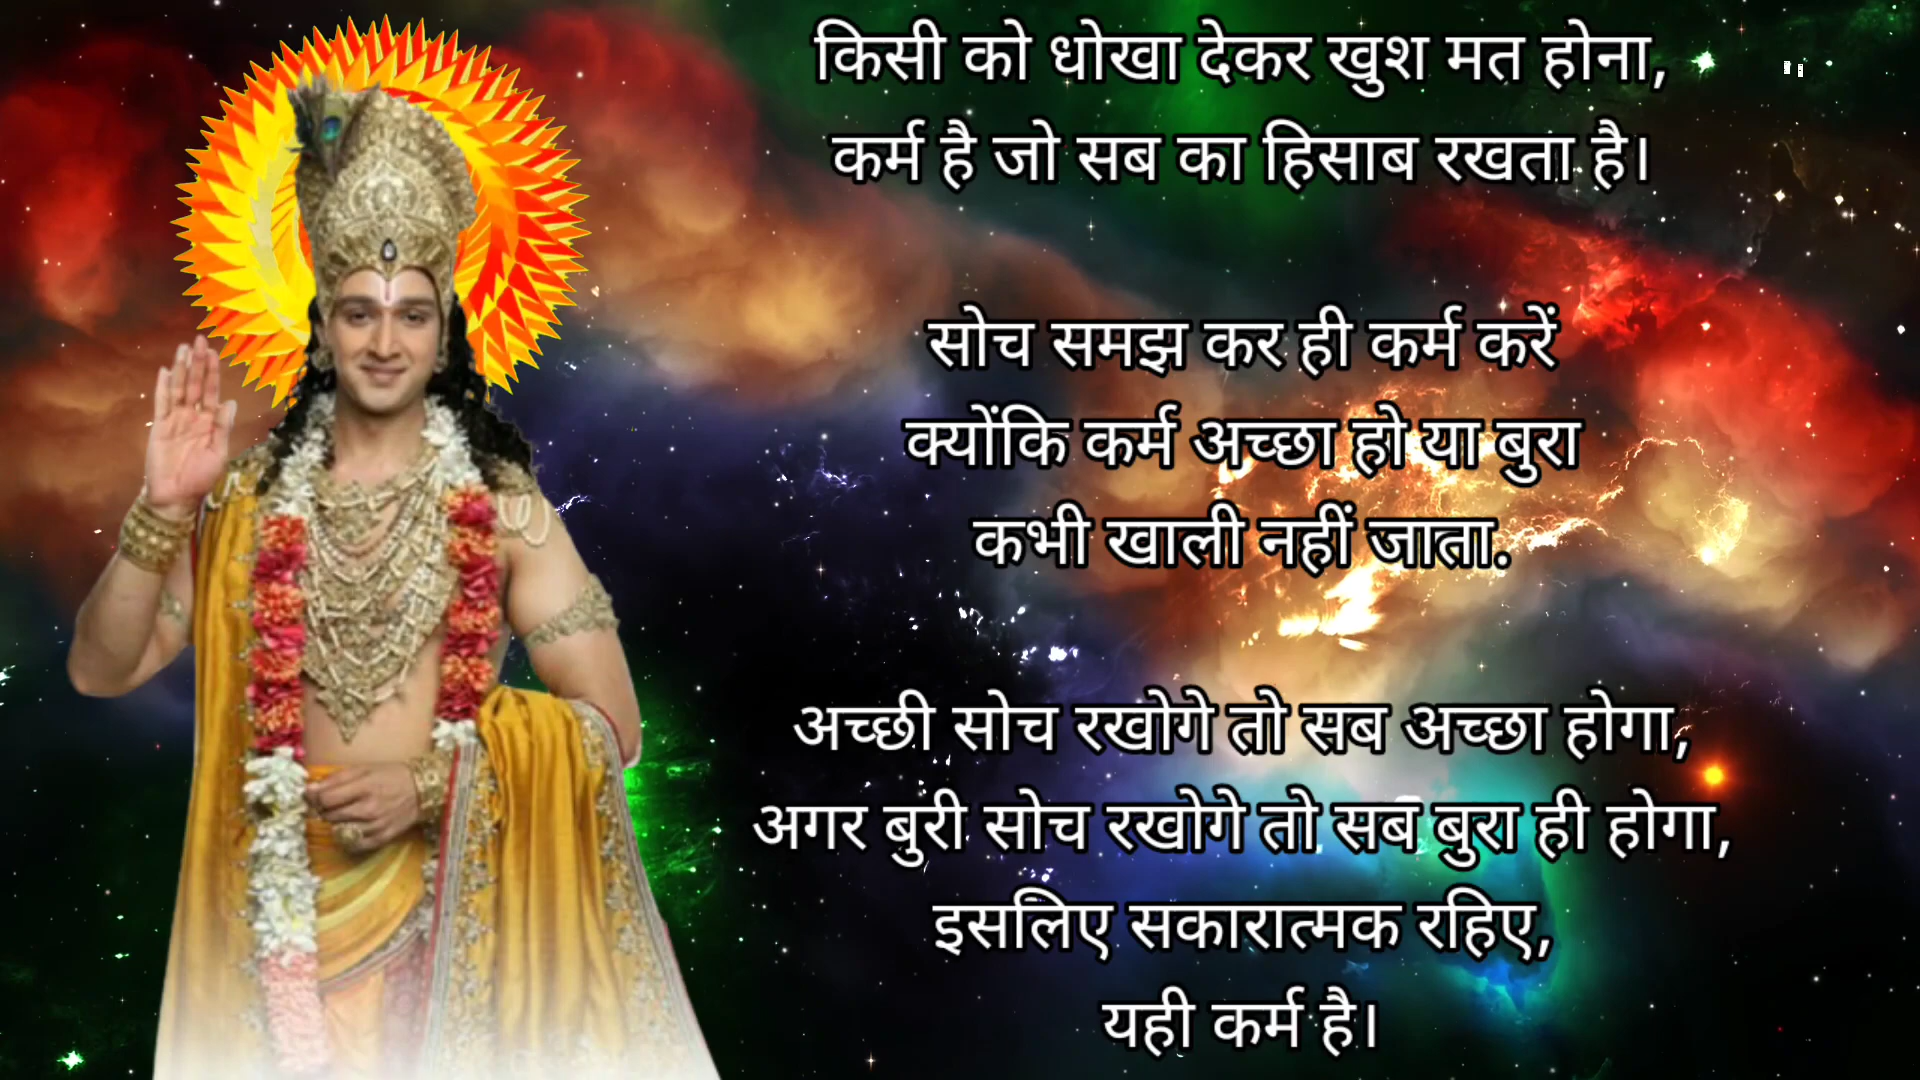 किसी को धोखा देकर खुश मत होना,
कर्म है जो सब का हिसाब रखता है।
सोच समझ कर ही कर्म करें
क्योंकि कर्म अच्छा हो या बुरा
कभी खाली नहीं जाता.
अच्छी सोच रखोगे तो सब अच्छा होगा,
अगर बुरी सोच रखोगे तो सब बुरा ही होगा,
इसलिए सकारात्मक रहिए,
यही कर्म है।